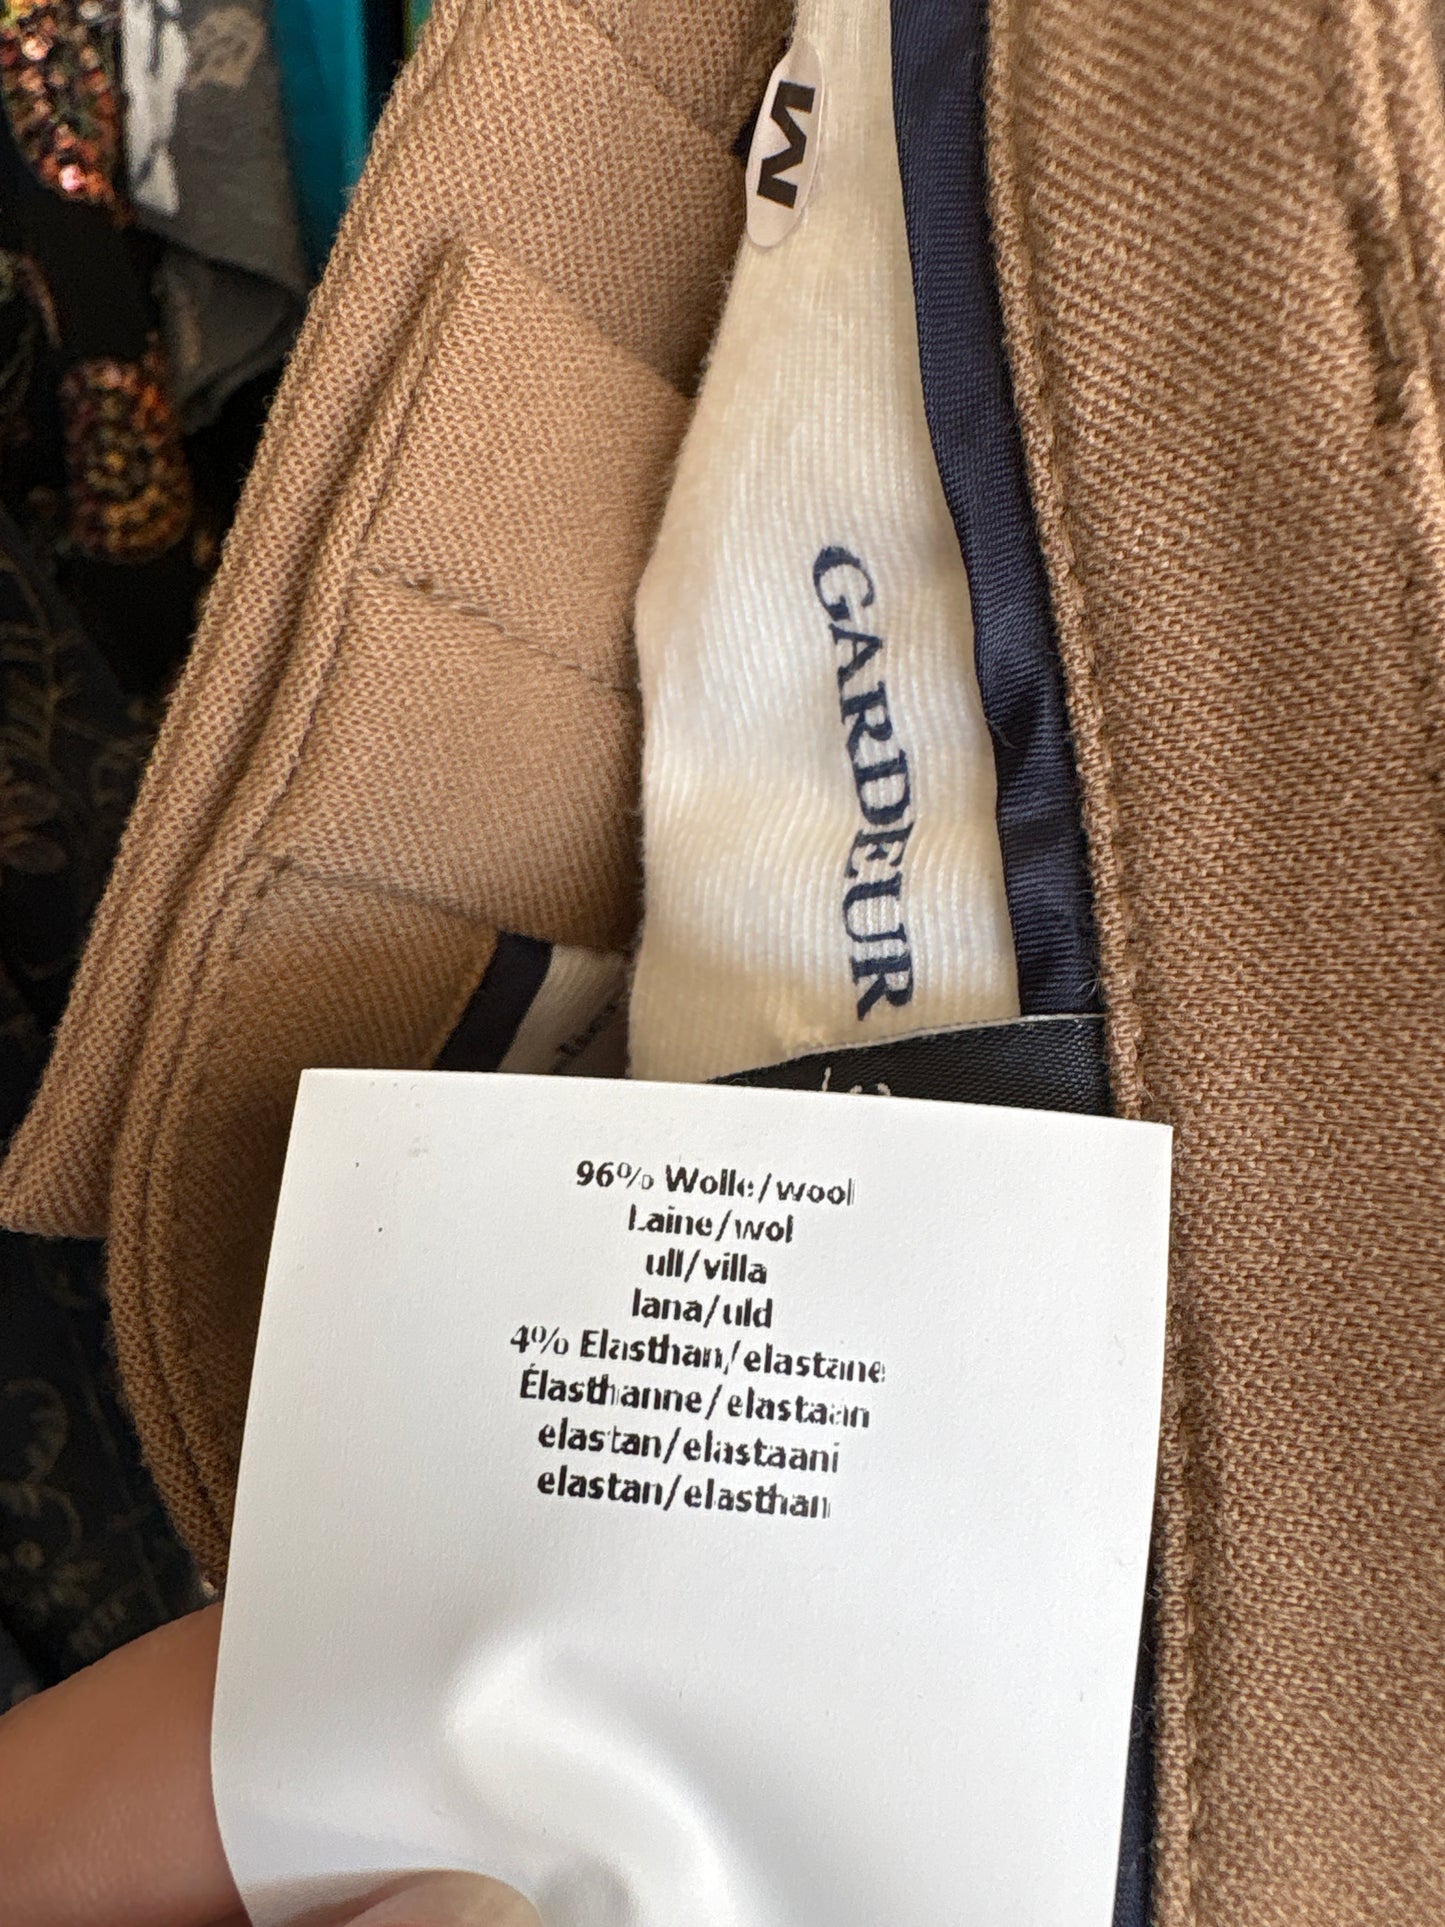 M
GARDEUR
96% Wolle/wool
Laine/wol
ull/villa
lana/uld
4% Elasthan/elastane
Élasthanne/elastaan
elastan/elastaani
elastan/elasthan